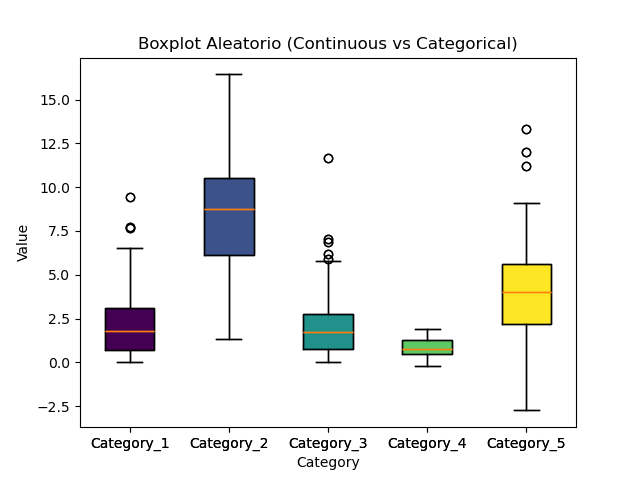 Boxplot Aleatorio (Continuous vs Categorical)
Value
15.0
12.5
10.0
7.5
5.0
2.5
0.0
−2.5
Category_1 Category_2 Category_3 Category_4 Category_5
Category